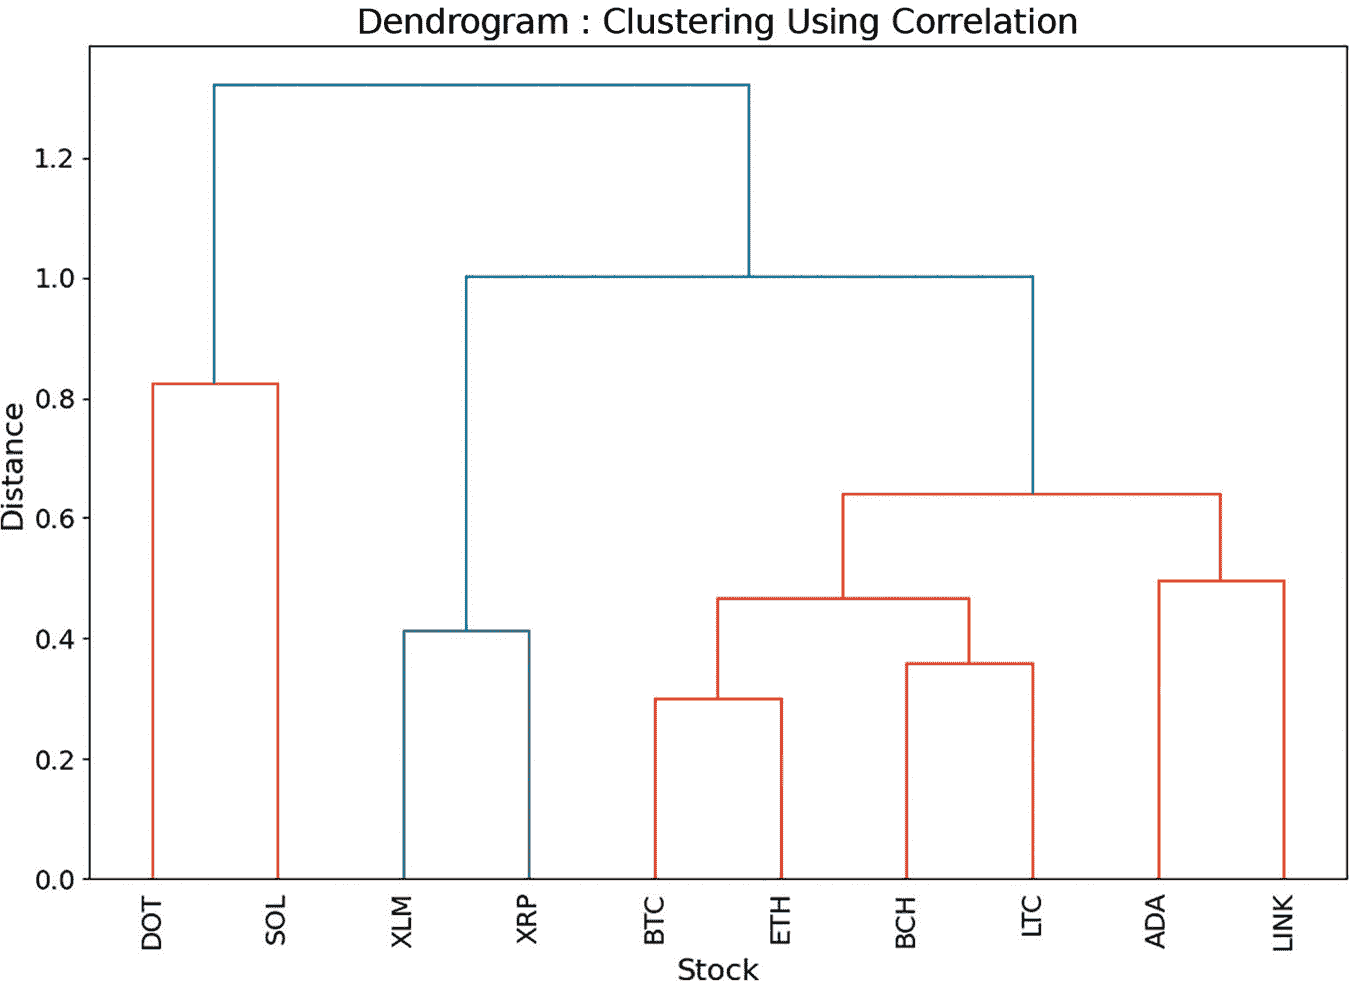 Dendrogram : Clustering Using Correlation
1.2
1.0
0.8
0.6
0.4
0.2
0.0
Distance
DOT
SOL
XLM
XRP
BTC
ETH
BCH
LTC
ADA
LINK
Stock